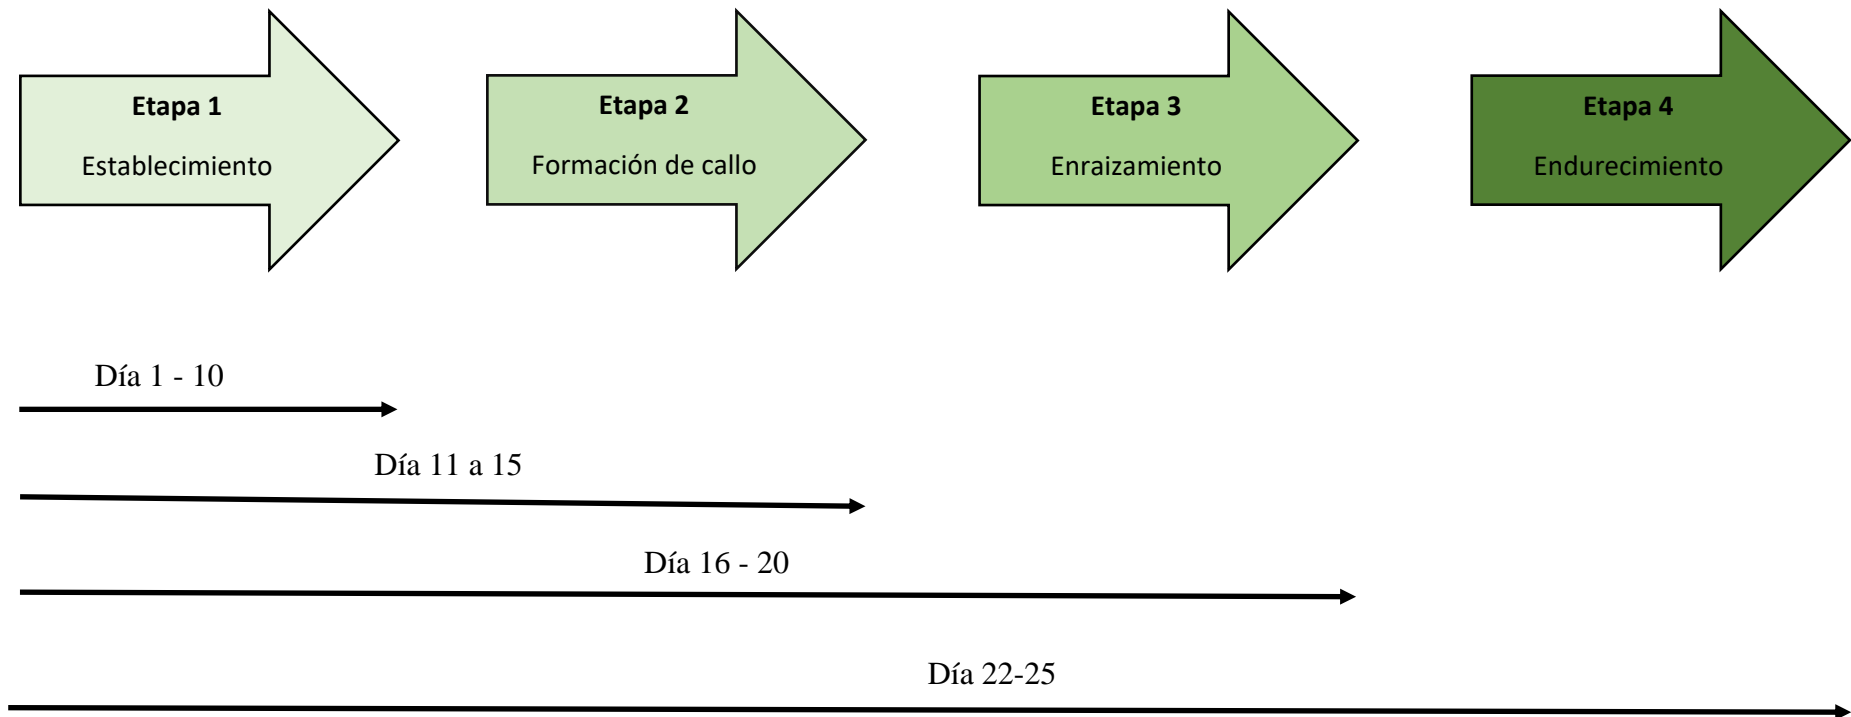 Etapa 1
Establecimiento
Etapa 2
Formación de callo
Etapa 3
Enraizamiento
Etapa 4
Endurecimiento
Día 1 - 10
Día 11 a 15
Día 16 - 20
Día 22-25